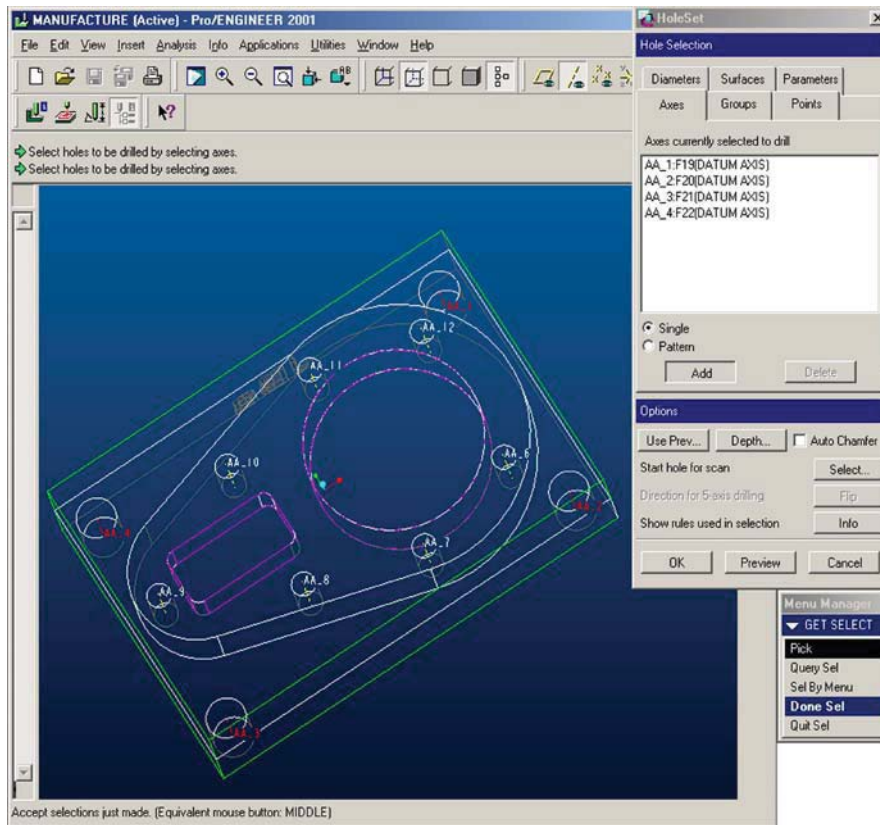 MANUFACTURE (Active) - Pro/ENGINEER 2001
File Edit View Insert Analysis Info Applications Utilities Window Help
Select holes to be drilled by selecting axes.
Select holes to be drilled by selecting axes.
AA_1
AA_12
AA_11
AA_10
AA_6
AA_2
AA_4
AA_7
AA_8
AA_9
AA_3
Accept selections just made. (Equivalent mouse button: MIDDLE)
HoleSet
Hole Selection
Diameters Surfaces Parameters
Axes Groups Points
Axes currently selected to drill
AA_1:F19(DATUM AXIS)
AA_2:F20(DATUM AXIS)
AA_3:F21(DATUM AXIS)
AA_4:F22(DATUM AXIS)
Single
Pattern
Add Delete
Options
Use Prev... Depth... Auto Chamfer
Start hole for scan Select...
Direction for 5-axis drilling Flip
Show rules used in selection Info
OK Preview Cancel
Menu Manager
GET SELECT
Pick
Query Sel
Sel By Menu
Done Sel
Quit Sel